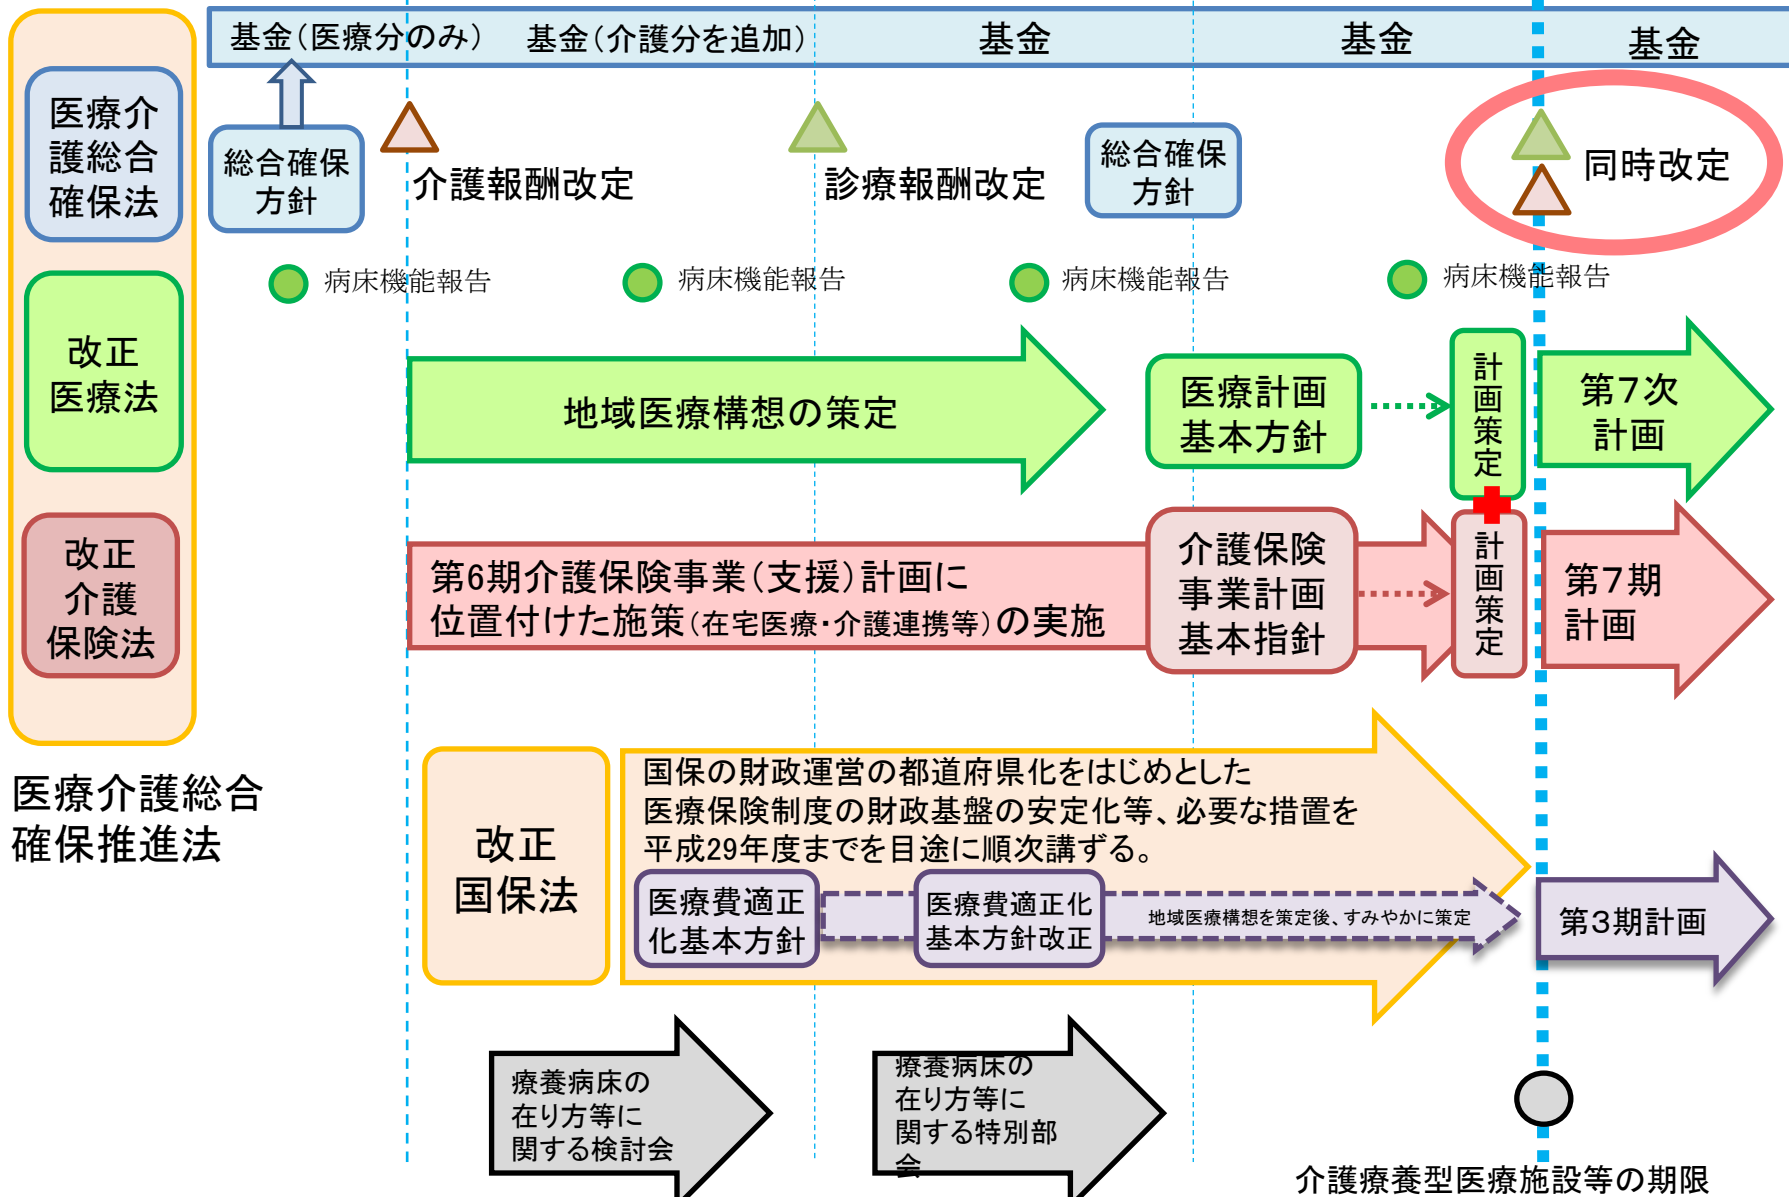 基金(医療分のみ)
基金(介護分を追加)
基金
基金
基金
医療介
護総合
確保法
総合確保
方針
介護報酬改定
診療報酬改定
総合確保
方針
同時改定
病床機能報告
病床機能報告
病床機能報告
病床機能報告
改正
医療法
地域医療構想の策定
医療計画
基本方針
計
画
策
定
第7次
計画
改正
介護
保険法
第6期介護保険事業(支援)計画に
位置付けた施策(在宅医療・介護連携等)の実施
介護保険
事業計画
基本指針
計
画
策
定
第7期
計画
医療介護総合
確保推進法
改正
国保法
国保の財政運営の都道府県化をはじめとした
医療保険制度の財政基盤の安定化等、必要な措置を
平成29年度までを目途に順次講ずる。
医療費適正
化基本方針
医療費適正化
基本方針改正
地域医療構想を策定後、すみやかに策定
第3期計画
療養病床の
在り方等に
関する検討会
療養病床の
在り方等に
関する特別部
会
介護療養型医療施設等の期限